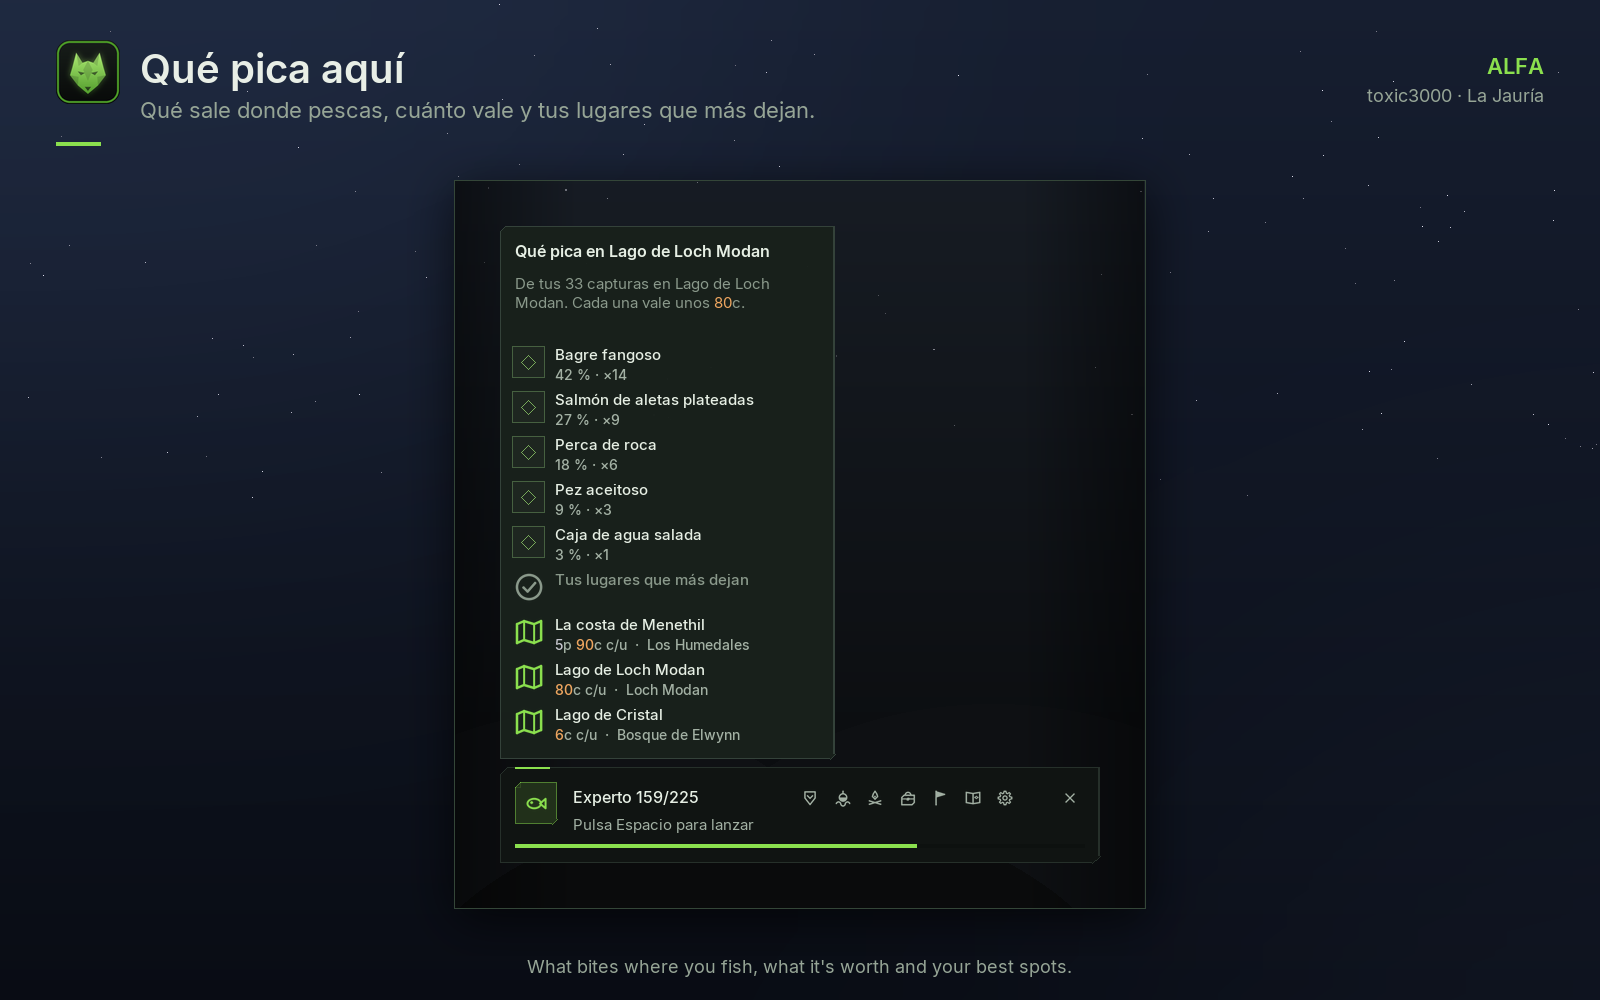 Qué pica aquí
Qué sale donde pescas, cuánto vale y tus lugares que más dejan.
ALFA
toxic3000 · La Jauría
Qué pica en Lago de Loch Modan
De tus 33 capturas en Lago de Loch
Modan. Cada una vale unos 80c.
Bagre fangoso
42 % · ×14
Salmón de aletas plateadas
27 % · ×9
Perca de roca
18 % · ×6
Pez aceitoso
9 % · ×3
Caja de agua salada
3 % · ×1
Tus lugares que más dejan
La costa de Menethil
5p 90c c/u · Los Humedales
Lago de Loch Modan
80c c/u · Loch Modan
Lago de Cristal
6c c/u · Bosque de Elwynn
Experto 159/225
Pulsa Espacio para lanzar
What bites where you fish, what it's worth and your best spots.